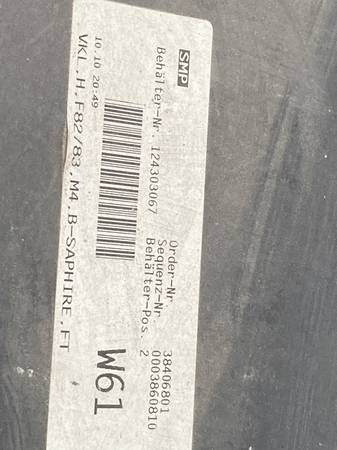 SMP
Behälter-Nr. 124303067
Order-Nr 38406801
Sequenz-Nr 0003860810
Behälter-Pos. 2
10.10 20:49
VKL.H.F82/83.M4.B-SAPHIRE.FT
W61